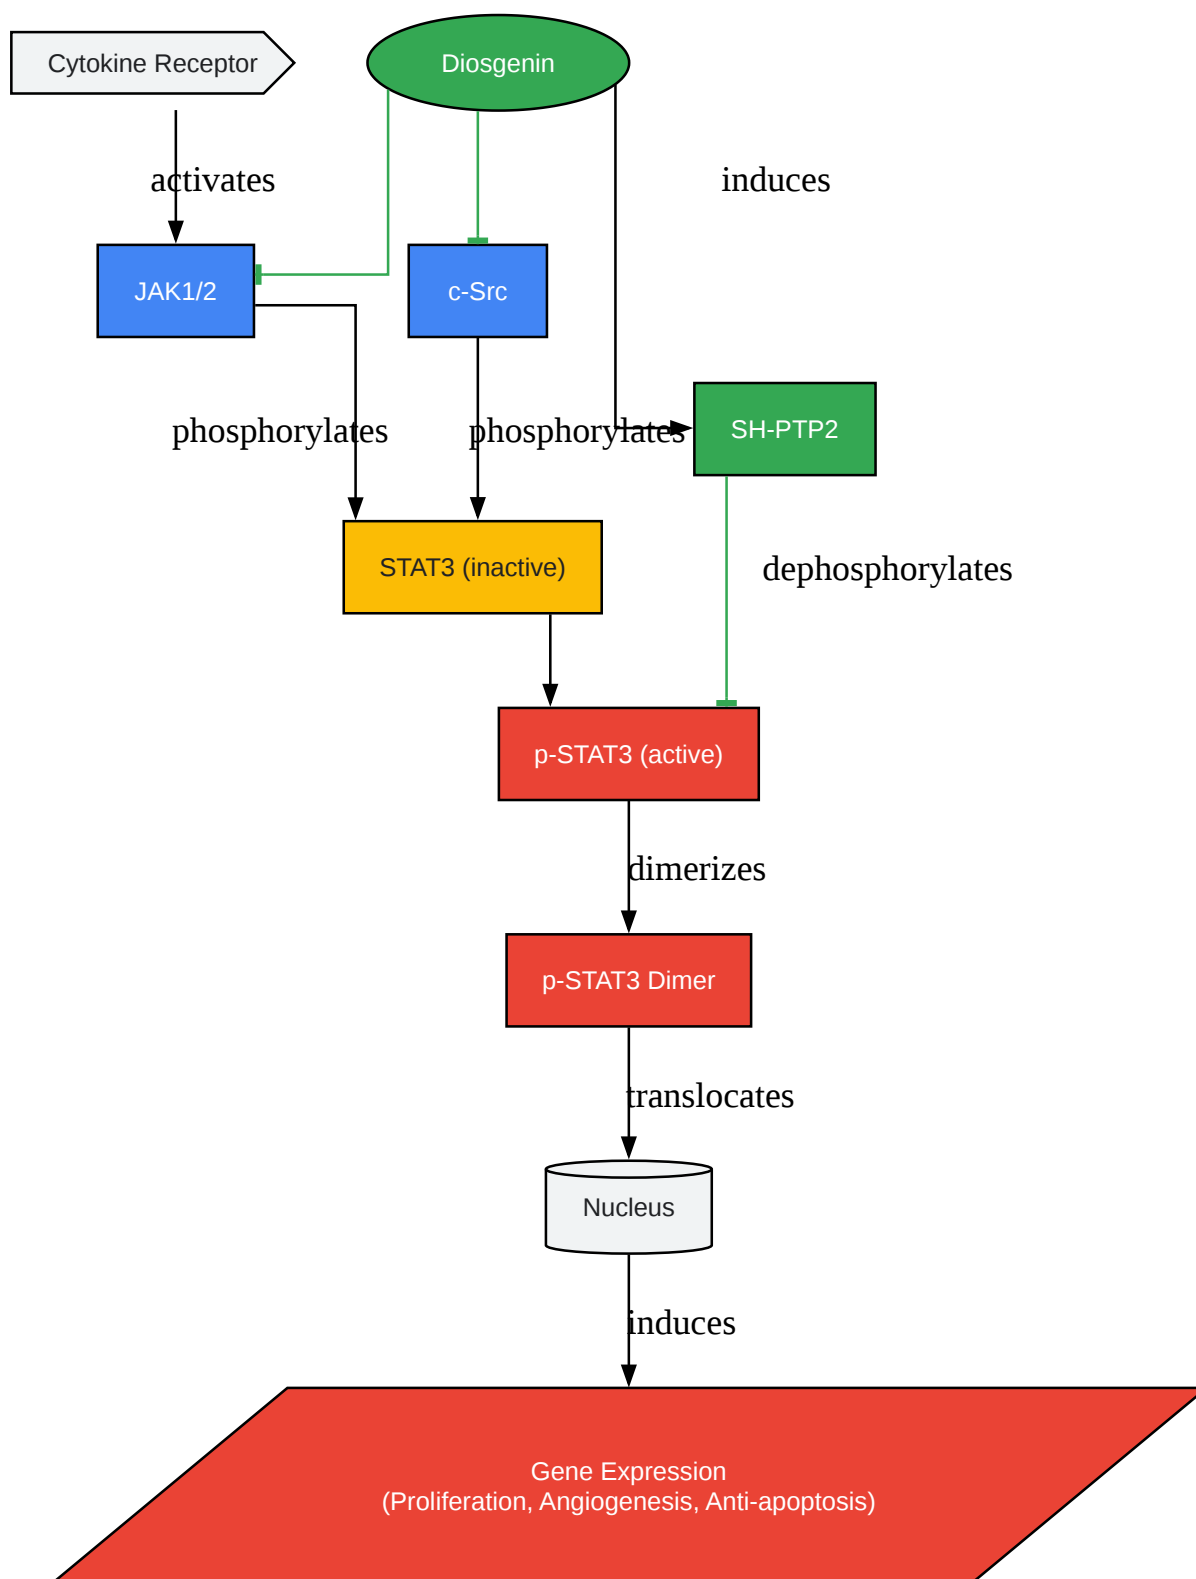 Cytokine Receptor
Diosgenin
activates
induces
JAK1/2
c-Src
phosphorylates
phosphorylates
SH-PTP2
STAT3 (inactive)
dephosphorylates
p-STAT3 (active)
dimerizes
p-STAT3 Dimer
translocates
Nucleus
induces
Gene Expression
(Proliferation, Angiogenesis, Anti-apoptosis)